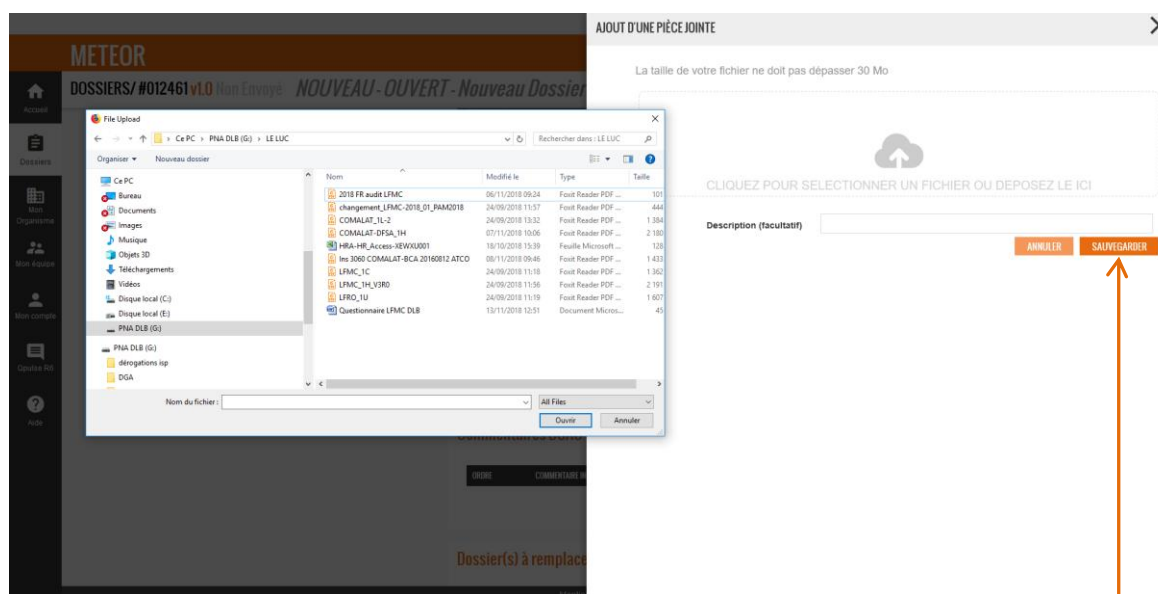 AJOUT D'UNE PIÈCE JOINTE
METEOR
La taille de votre fichier ne doit pas dépasser 30 Mo
DOSSIERS/ #012461 v1.0 Non Envoyé NOUVEAU - OUVERT - Nouveau Dossier
Accueil
Dossiers
Mon
Organisme
Mon équipe
Mon compte
Aide
File Upload
Ce PC > PNA DLB (G:) > LE LUC
Rechercher dans : LE LUC
Organiser Nouveau dossier
Ce PC
Bureau
Documents
Images
Musique
Objets 3D
Téléchargements
Vidéos
Disque local (C:)
Disque local (E:)
PNA DLB (G:)
PNA DLB (G:)
dérogations isp
DGA
Nom Modifié le Type Taille
2018 FR audit LFMC 06/11/2018 09:24 Foxit Reader PDF ... 101
changement_LFMC-2018_01_PAM2018 24/09/2018 11:57 Foxit Reader PDF ... 444
COMALAT_1L-2 24/09/2018 13:32 Foxit Reader PDF ... 1 384
COMALAT-DFSA_1H 07/11/2018 10:06 Foxit Reader PDF ... 2 180
HRA-HR_Access-XEWXU001 18/10/2018 15:39 Feuille Microsoft ... 128
Ins 3060 COMALAT-BCA 20160812 ATCO 08/11/2018 09:46 Foxit Reader PDF ... 1 433
LFMC_1C 24/09/2018 11:18 Foxit Reader PDF ... 1 362
LFMC_1H_V3R0 24/09/2018 11:56 Foxit Reader PDF ... 2 191
LFRO_1U 24/09/2018 11:19 Foxit Reader PDF ... 1 607
Questionnaire LFMC DLB 13/11/2018 12:51 Document Micros... 45
Nom du fichier : All Files
Ouvrir Annuler
CLIQUEZ POUR SELECTIONNER UN FICHIER OU DEPOSEZ LE ICI
Description (facultatif)
ANNULER SAUVEGARDER
ORDRE COMMENTAIRE
Dossier(s) à remplace